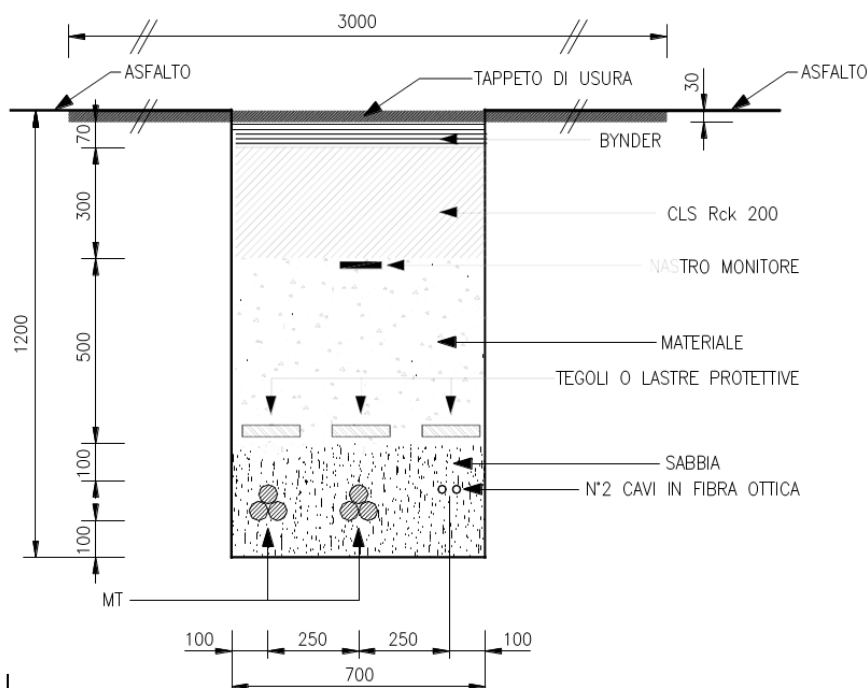 3000
ASFALTO
TAPPETO DI USURA
ASFALTO
30
70
BYNDER
300
CLS Rck 200
NASTRO MONITORE
1200
500
MATERIALE
TEGOLI O LASTRE PROTETTIVE
100
SABBIA
N°2 CAVI IN FIBRA OTTICA
100
MT
100
250
250
100
700